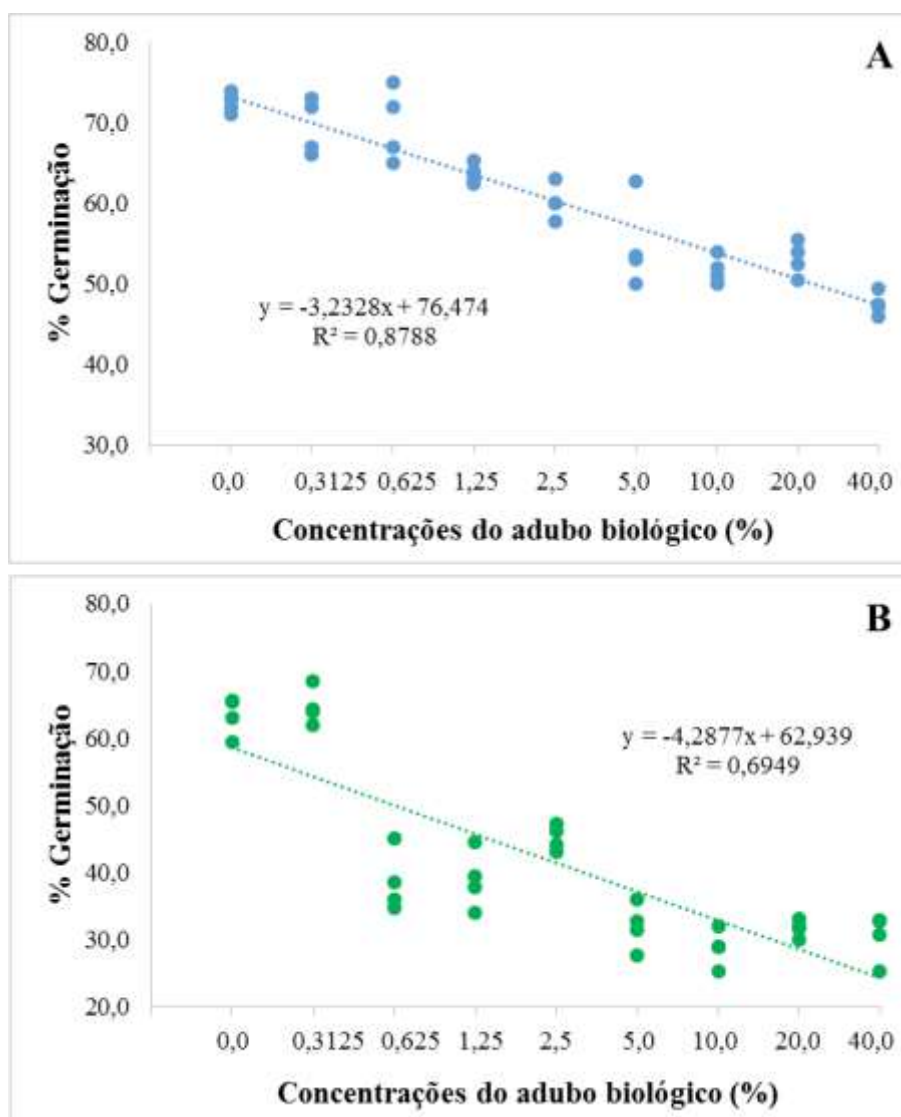 A
80,0
70,0
60,0
50,0
40,0
30,0
% Germinação
y = -3,2328x + 76,474
R² = 0,8788
0,0 0,3125 0,625 1,25 2,5 5,0 10,0 20,0 40,0
Concentrações do adubo biológico (%)
B
80,0
70,0
60,0
50,0
40,0
30,0
20,0
% Germinação
y = -4,2877x + 62,939
R² = 0,6949
0,0 0,3125 0,625 1,25 2,5 5,0 10,0 20,0 40,0
Concentrações do adubo biológico (%)